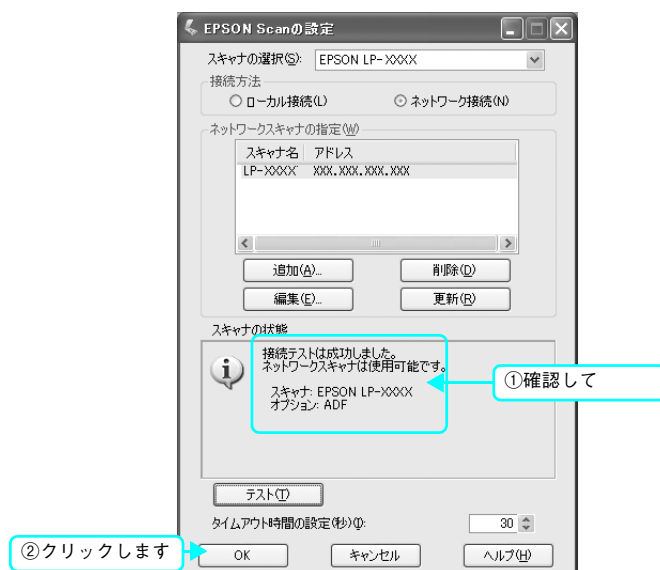 EPSON Scanの設定
スキャナの選択(S): EPSON LP-XXXX
接続方法
ローカル接続(L) ネットワーク接続(N)
ネットワークスキャナの指定(W)
スキャナ名 アドレス
LP-XXXX XXX.XXX.XXX.XXX
追加(A)... 削除(D)
編集(E)... 更新(R)
スキャナの状態
接続テストは成功しました。
ネットワークスキャナは使用可能です。
①確認して
スキャナ: EPSON LP-XXXX
オプション: ADF
テスト(T)
タイムアウト時間の設定(秒)(I): 30
②クリックします
OK キャンセル ヘルプ(H)